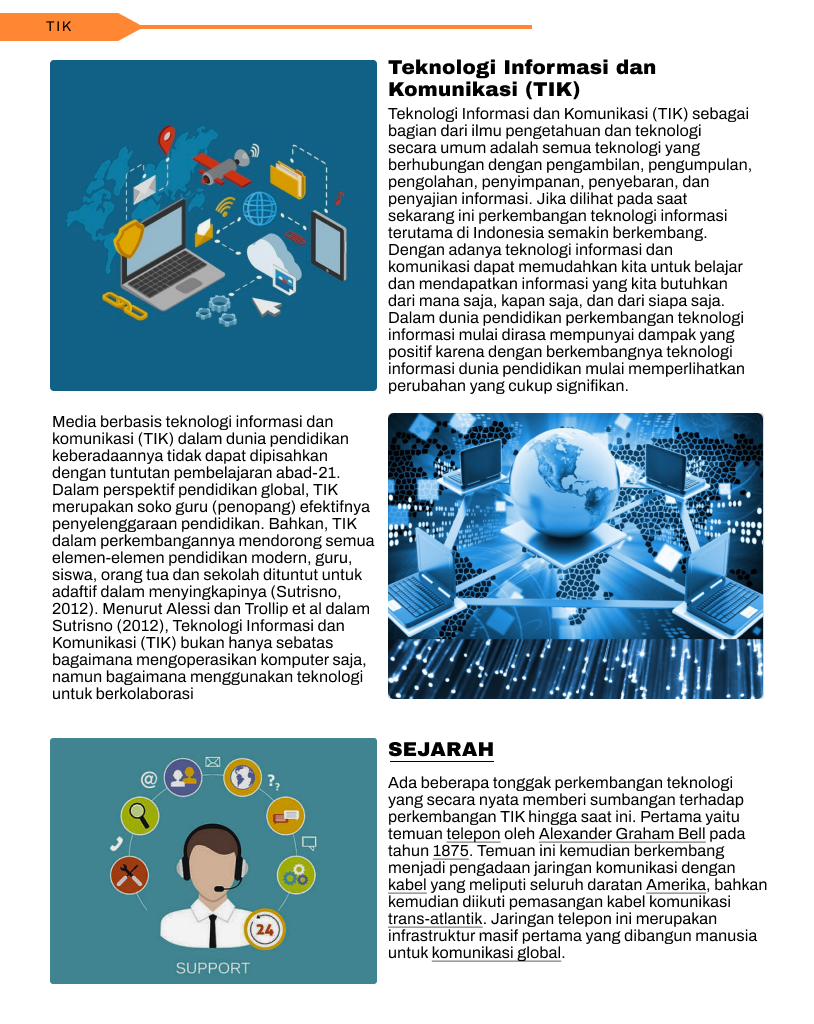 TIK
Teknologi Informasi dan
Komunikasi (TIK)
Teknologi Informasi dan Komunikasi (TIK) sebagai
bagian dari ilmu pengetahuan dan teknologi
secara umum adalah semua teknologi yang
berhubungan dengan pengambilan, pengumpulan,
pengolahan, penyimpanan, penyebaran, dan
penyajian informasi. Jika dilihat pada saat
sekarang ini perkembangan teknologi informasi
terutama di Indonesia semakin berkembang.
Dengan adanya teknologi informasi dan
komunikasi dapat memudahkan kita untuk belajar
dan mendapatkan informasi yang kita butuhkan
dari mana saja, kapan saja, dan dari siapa saja.
Dalam dunia pendidikan perkembangan teknologi
informasi mulai dirasa mempunyai dampak yang
positif karena dengan berkembangnya teknologi
informasi dunia pendidikan mulai memperlihatkan
perubahan yang cukup signifikan.
Media berbasis teknologi informasi dan
komunikasi (TIK) dalam dunia pendidikan
keberadaannya tidak dapat dipisahkan
dengan tuntutan pembelajaran abad-21.
Dalam perspektif pendidikan global, TIK
merupakan soko guru (penopang) efektifnya
penyelenggaraan pendidikan. Bahkan, TIK
dalam perkembangannya mendorong semua
elemen-elemen pendidikan modern, guru,
siswa, orang tua dan sekolah dituntut untuk
adaptif dalam menyingkapinya (Sutrisno,
2012). Menurut Alessi dan Trollip et al dalam
Sutrisno (2012), Teknologi Informasi dan
Komunikasi (TIK) bukan hanya sebatas
bagaimana mengoperasikan komputer saja,
namun bagaimana menggunakan teknologi
untuk berkolaborasi
@
??
24
SUPPORT
SEJARAH
Ada beberapa tonggak perkembangan teknologi
yang secara nyata memberi sumbangan terhadap
perkembangan TIK hingga saat ini. Pertama yaitu
temuan telepon oleh Alexander Graham Bell pada
tahun 1875. Temuan ini kemudian berkembang
menjadi pengadaan jaringan komunikasi dengan
kabel yang meliputi seluruh daratan Amerika, bahkan
kemudian diikuti pemasangan kabel komunikasi
trans-atlantik. Jaringan telepon ini merupakan
infrastruktur masif pertama yang dibangun manusia
untuk komunikasi global.